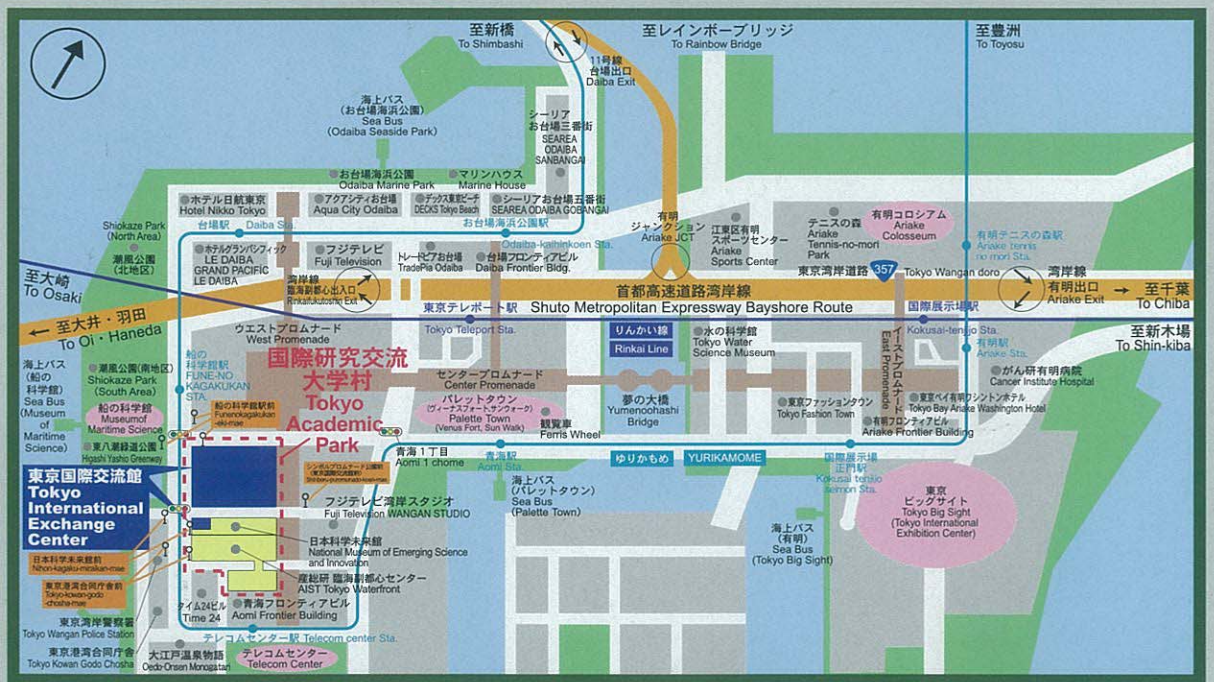 至新橋
To Shimbashi
至レインボーブリッジ
To Rainbow Bridge
至豊洲
To Toyosu
11号線
台場出口
Daiba Exit
海上バス
(お台場海浜公園)
Sea Bus
(Odaiba Seaside Park)
シーリア
お台場三番街
SEAREA
ODAIBA
SANBANGAI
お台場海浜公園
Odaiba Marine Park
マリンハウス
Marine House
ホテル日航東京
Hotel Nikko Tokyo
アクアシティお台場
Aqua City Odaiba
デックス東京ビーチ
DECKS Tokyo Beach
シーリアお台場五番街
SEAREA ODAIBA GOBANGAI
台場駅 Daiba Sta.
お台場海浜公園駅
Odaiba-kaihinkoen Sta.
Shiokaze Park
(North Area)
潮風公園
(北地区)
ホテルグランパシフィック
LE DAIBA
GRAND PACIFIC
LE DAIBA
フジテレビ
Fuji Television
トレードピアお台場
TradePia Odaiba
台場フロンティアビル
Daiba Frontier Bldg.
有明
ジャンクション
Ariake JCT
江東区有明
スポーツセンター
Ariake
Sports Center
テニスの森
Ariake
Tennis-no-mori
Park
有明コロシアム
Ariake
Colosseum
有明テニスの森駅
Ariake tennis
no mori Sta.
至大崎
To Osaki
湾岸線
臨海副都心出入口
Rinkaifukutoshin Exit
首都高速道路湾岸線
Shuto Metropolitan Expressway Bayshore Route
東京湾岸道路
357
Tokyo Wangan doro
湾岸線
有明出口
Ariake Exit
至千葉
To Chiba
至大井・羽田
To Oi・Haneda
東京テレポート駅
Tokyo Teleport Sta.
りんかい線
Rinkai Line
国際展示場駅
Kokusai-tenjijo Sta.
至新木場
To Shin-kiba
ウエストプロムナード
West Promenade
水の科学館
Tokyo Water
Science Museum
イーストプロムナード
East Promenade
有明駅
Ariake Sta.
がん研有明病院
Cancer Institute Hospital
海上バス
(船の
科学館)
Sea Bus
(Museum
of
Maritime
Science)
潮風公園(南地区)
Shiokaze Park
(South Area)
船の
科学館駅
FUNE-NO
KAGAKUKAN
STA.
国際研究交流
大学村
Tokyo
Academic
Park
センタープロムナード
Center Promenade
夢の大橋
Yumenoohashi
Bridge
パレットタウン
(ヴィーナスフォート,サンウォーク)
Palette Town
(Venus Fort, Sun Walk)
観覧車
Ferris Wheel
東京ファッションタウン
Tokyo Fashion Town
東京ベイ有明ワシントンホテル
Tokyo Bay Ariake Washington Hotel
有明フロンティアビル
Ariake Frontier Building
船の科学館
Museumof
Maritime Science
船の科学館駅前
Funenokagakukan
-eki-mae
東八潮緑道公園
Higashi Yashio Greenway
青海1丁目
Aomi 1 chome
青海駅
Aomi Sta.
ゆりかもめ
YURIKAMOME
国際展示場
正門駅
Kokusai tenjijo
seimon Sta.
東京国際交流館
Tokyo
International
Exchange
Center
シンボルプロムナード公園前
(東京国際交流館前)
フジテレビ湾岸スタジオ
Fuji Television WANGAN STUDIO
海上バス
(パレットタウン)
Sea Bus
(Palette Town)
海上バス
(有明)
Sea Bus
(Tokyo Big Sight)
東京
ビッグサイト
Tokyo Big Sight
(Tokyo International
Exhibition Center)
日本科学未来館
National Museum of Emerging Science
and Innovation
日本科学未来館前
Nihon-kagaku-miraikan-mae
産総研 臨海副都心センター
AIST Tokyo Waterfront
東京港湾合同庁舎前
Tokyo-kowan-godo
-chosha-mae
タイム24ビル
Time 24
青海フロンティアビル
Aomi Frontier Building
東京湾岸警察署
Tokyo Wangan Police Station
テレコムセンター駅 Telecom center Sta.
東京港湾合同庁舎
Tokyo Kowan Godo Chosha
大江戸温泉物語
Oedo-Onsen Monogatari
テレコムセンター
Telecom Center